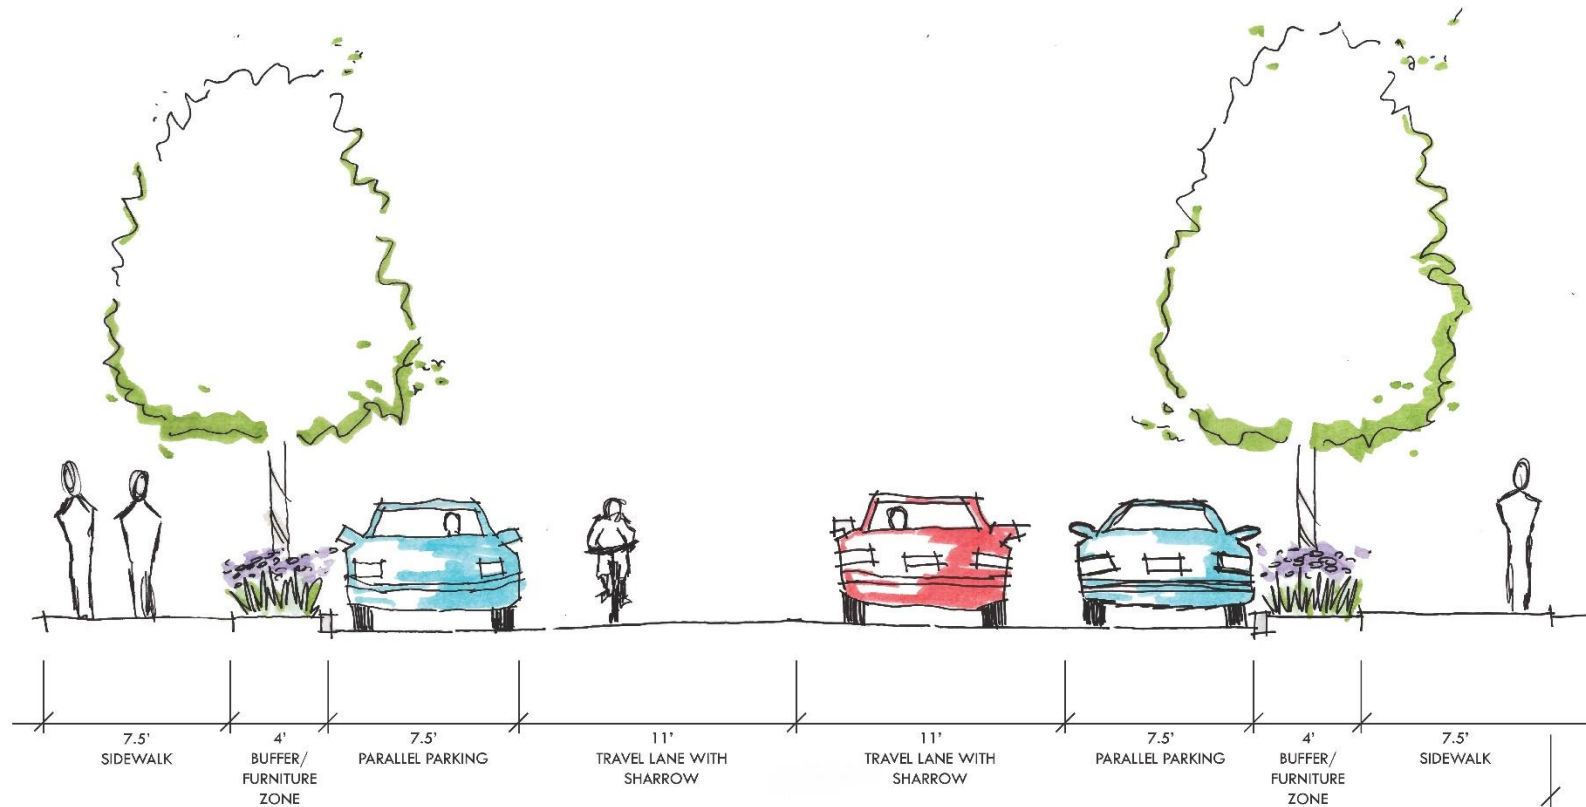 7.5'
SIDEWALK
4'
BUFFER/
FURNITURE
ZONE
7.5'
PARALLEL PARKING
11'
TRAVEL LANE WITH
SHARROW
11'
TRAVEL LANE WITH
SHARROW
7.5'
PARALLEL PARKING
4'
BUFFER/
FURNITURE
ZONE
7.5'
SIDEWALK